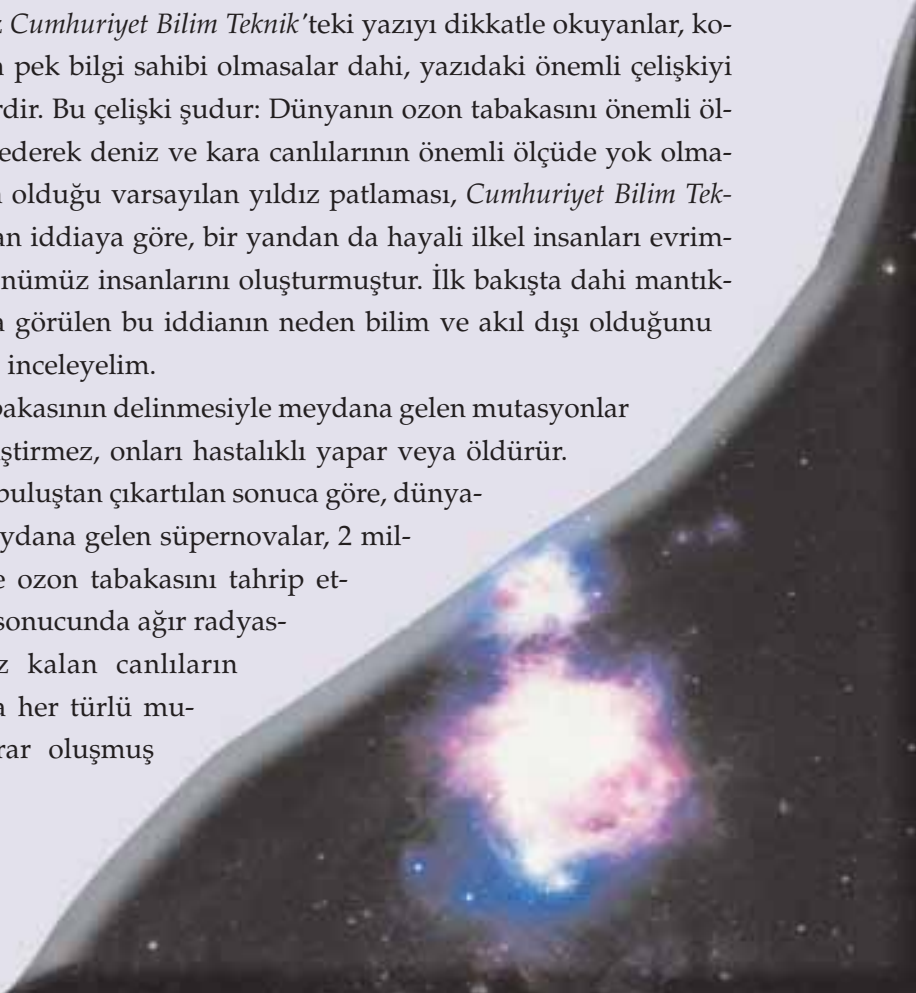 z Cumhuriyet Bilim Teknik'teki yazıyı dikkatle okuyanlar, ko-
n pek bilgi sahibi olmasalar dahi, yazıdaki önemli çelişkiyi
rdir. Bu çelişki şudur: Dünyanın ozon tabakasını önemli öl-
ederek deniz ve kara canlılarının önemli ölçüde yok olma-
n olduğu varsayılan yıldız patlaması, Cumhuriyet Bilim Tek-
an iddiaya göre, bir yandan da hayali ilkel insanları evrim-
nümüz insanlarını oluşturmuştur. İlk bakışta dahi mantık-
a görülen bu iddianın neden bilim ve akıl dışı olduğunu
inceleyelim.
bakasının delinmesiyle meydana gelen mutasyonlar
ştirmez, onları hastalıklı yapar veya öldürür.
buluştan çıkartılan sonuca göre, dünya-
ydana gelen süpernovalar, 2 mil-
e ozon tabakasını tahrip et-
sonucunda ağır radyas-
z kalan canlıların
a her türlü mu-
rar oluşmuş